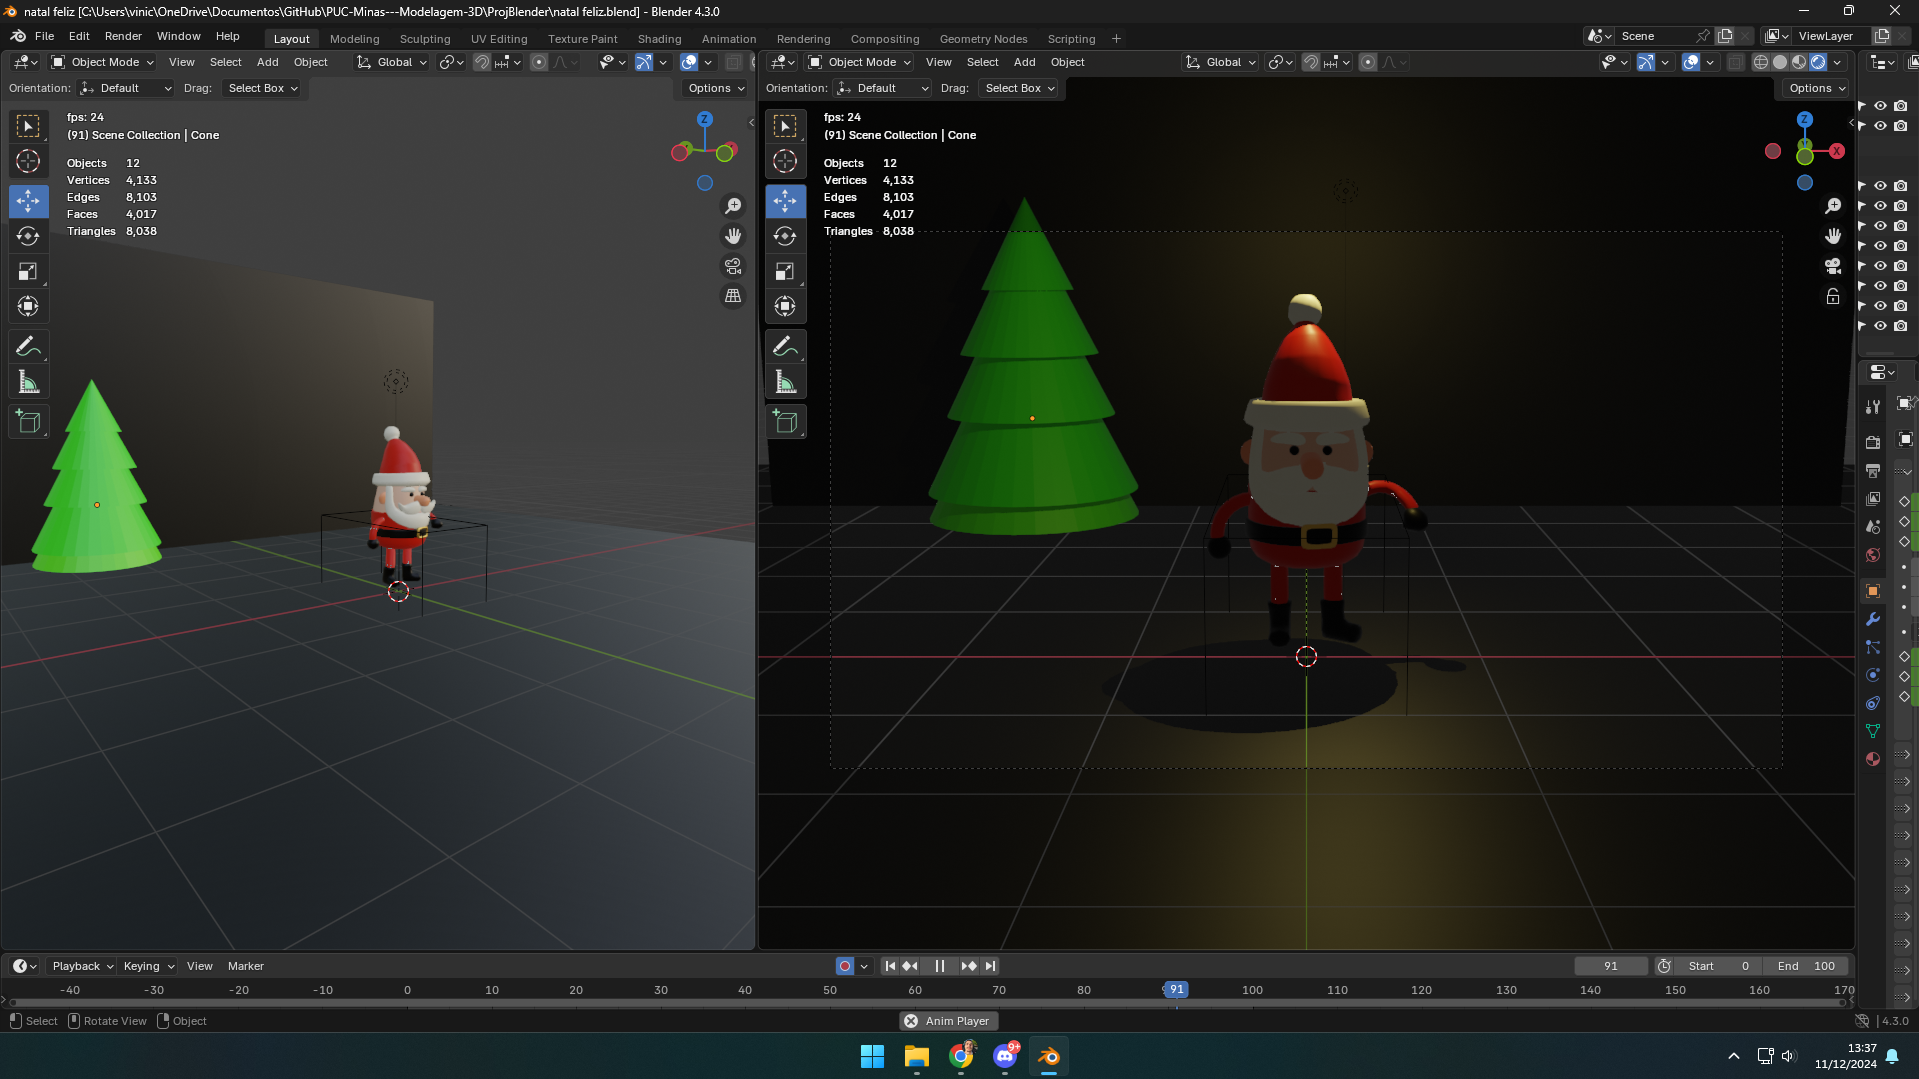 natal feliz [C:\Users\vinic\OneDrive\Documentos\GitHub\PUC-Minas---Modelagem-3D\ProjBlender\natal feliz.blend] - Blender 4.3.0
File Edit Render Window Help Layout Modeling Sculpting UV Editing Texture Paint Shading Animation Rendering Compositing Geometry Nodes Scripting + Scene ViewLayer
Object Mode View Select Add Object Global
Object Mode View Select Add Object Global
Orientation: Default Drag: Select Box Options
Orientation: Default Drag: Select Box Options
fps: 24
(91) Scene Collection | Cone
Objects 12
Vertices 4,133
Edges 8,103
Faces 4,017
Triangles 8,038
Z
fps: 24
(91) Scene Collection | Cone
Objects 12
Vertices 4,133
Edges 8,103
Faces 4,017
Triangles 8,038
Z
X
Playback Keying View Marker 91 Start 0 End 100
-40 -30 -20 -10 0 10 20 30 40 50 60 70 80 91 100 110 120 130 140 150 160 170
Select Rotate View Object Anim Player 4.3.0
9+
13:37
11/12/2024